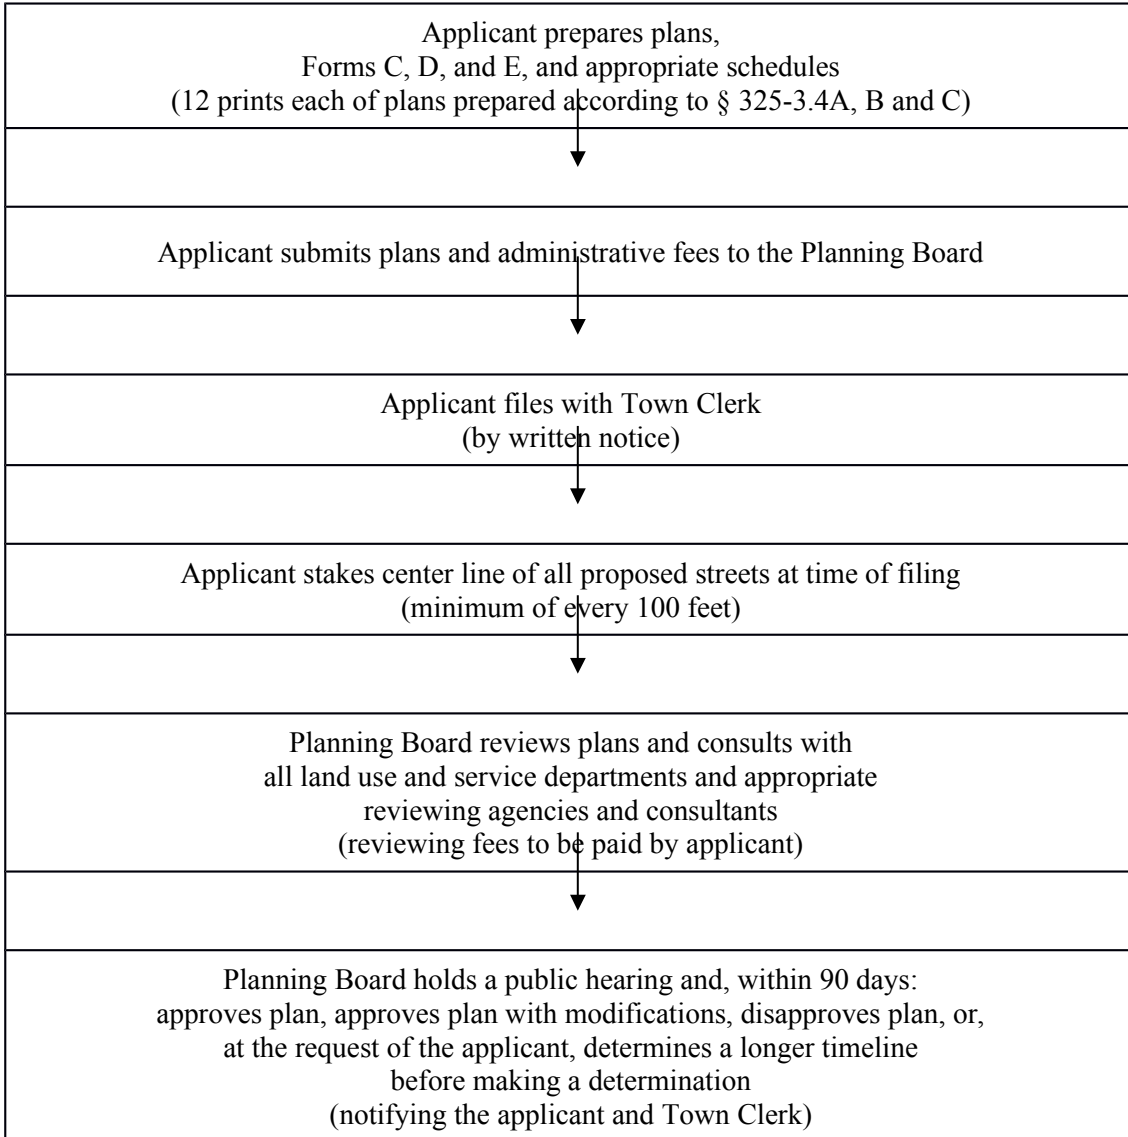 Applicant prepares plans,
Forms C, D, and E, and appropriate schedules
(12 prints each of plans prepared according to § 325-3.4A, B and C)
Applicant submits plans and administrative fees to the Planning Board
Applicant files with Town Clerk
(by written notice)
Applicant stakes center line of all proposed streets at time of filing
(minimum of every 100 feet)
Planning Board reviews plans and consults with
all land use and service departments and appropriate
reviewing agencies and consultants
(reviewing fees to be paid by applicant)
Planning Board holds a public hearing and, within 90 days:
approves plan, approves plan with modifications, disapproves plan, or,
at the request of the applicant, determines a longer timeline
before making a determination
(notifying the applicant and Town Clerk)